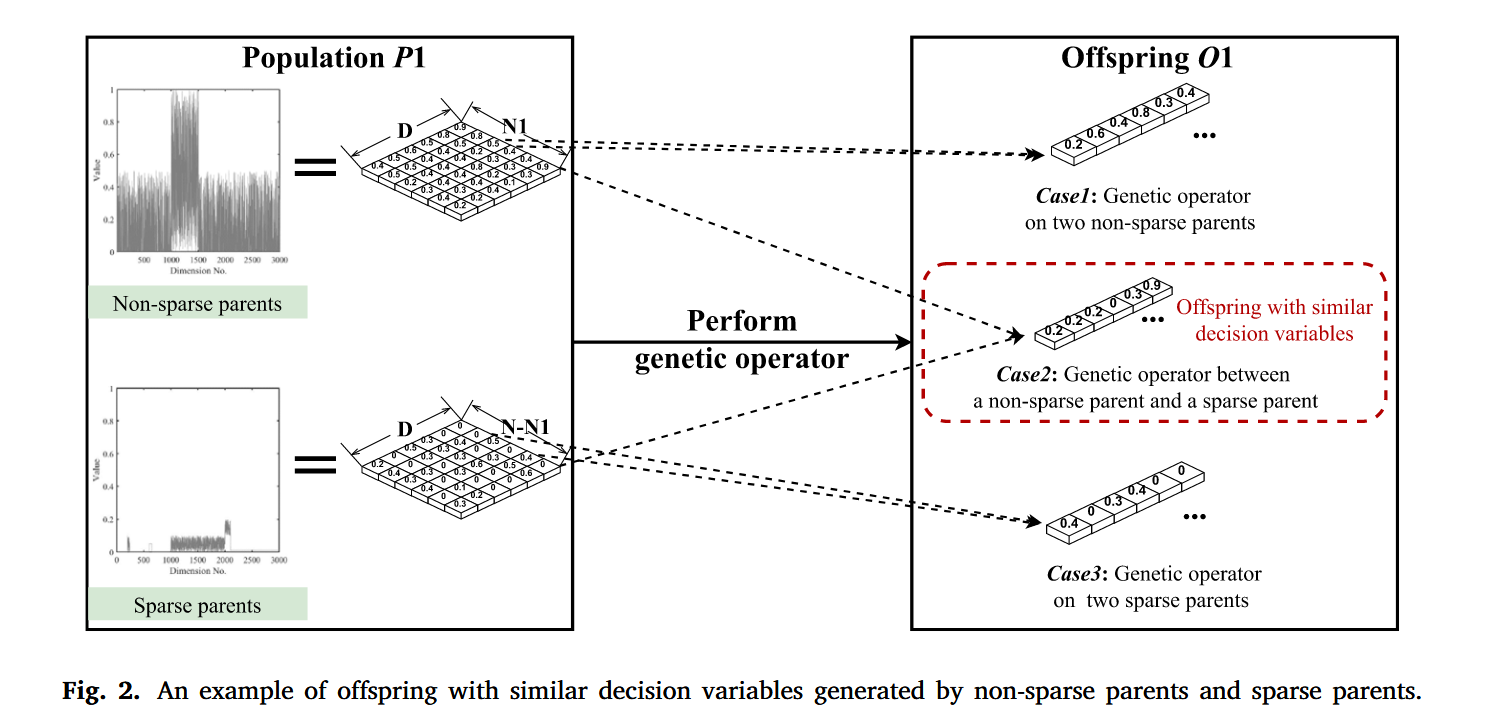 Population P1
Value
1
0.8
0.6
0.4
0.2
0
500 1000 1500 2000 2500 3000
Dimension No.
Non-sparse parents
D
N1
Value
1
0.8
0.6
0.4
0.2
0
0 500 1000 1500 2000 2500 3000
Dimension No.
Sparse parents
D
N-N1
Perform
genetic operator
Offspring O1
0.2 0.6 0.4 0.8 0.3 0.4
...
Case1: Genetic operator
on two non-sparse parents
0.2 0.2 0.2 0 0.3 0.9
...
Offspring with similar
decision variables
Case2: Genetic operator between
a non-sparse parent and a sparse parent
0.4 0 0.3 0.4 0 0
...
Case3: Genetic operator
on two sparse parents
Fig. 2. An example of offspring with similar decision variables generated by non-sparse parents and sparse parents.